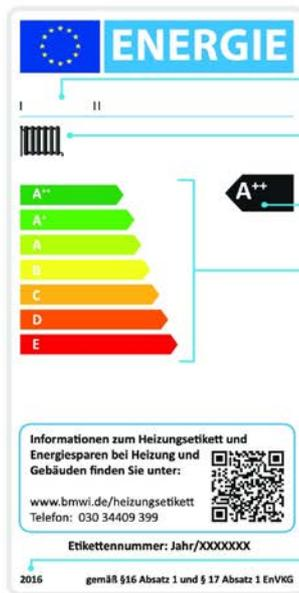 ENERGIE
I II
A++
A++
A+
A
B
C
D
E
Informationen zum Heizungsetikett und
Energiesparen bei Heizung und
Gebäuden finden Sie unter:
www.bmwi.de/heizungsetikett
Telefon: 030 34409 399
Etikettennummer: Jahr/XXXXXXX
2016 gemäß §16 Absatz 1 und § 17 Absatz 1 EnVKG